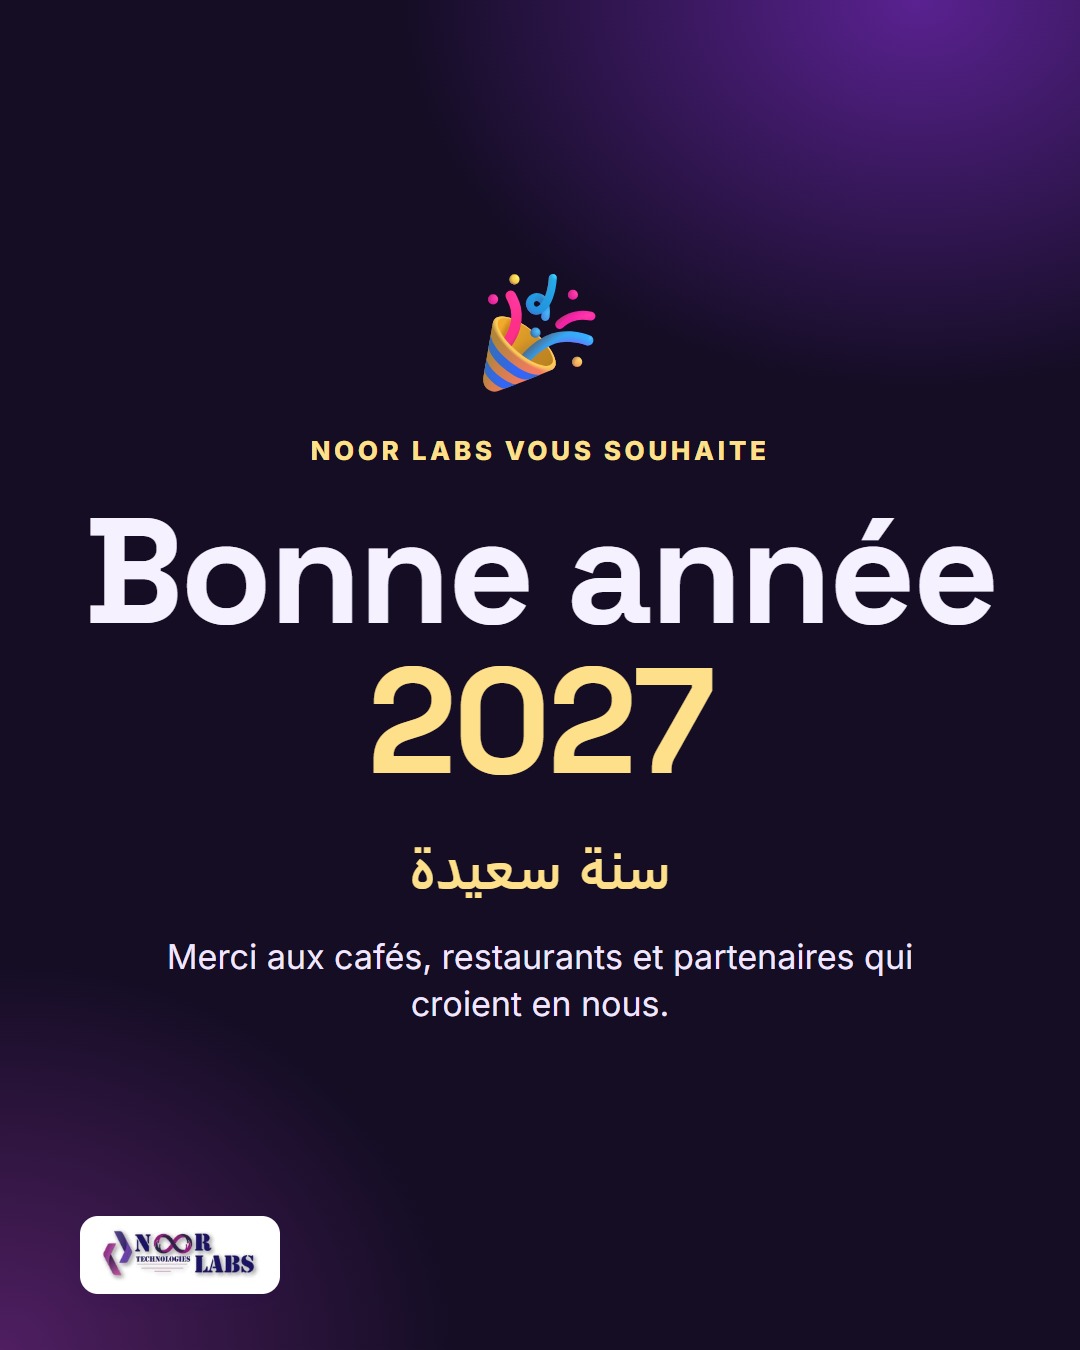 NOOR LABS VOUS SOUHAITE
Bonne année
2027
سنة سعيدة
Merci aux cafés, restaurants et partenaires qui
croient en nous.
NOOR
TECHNOLOGIES
LABS